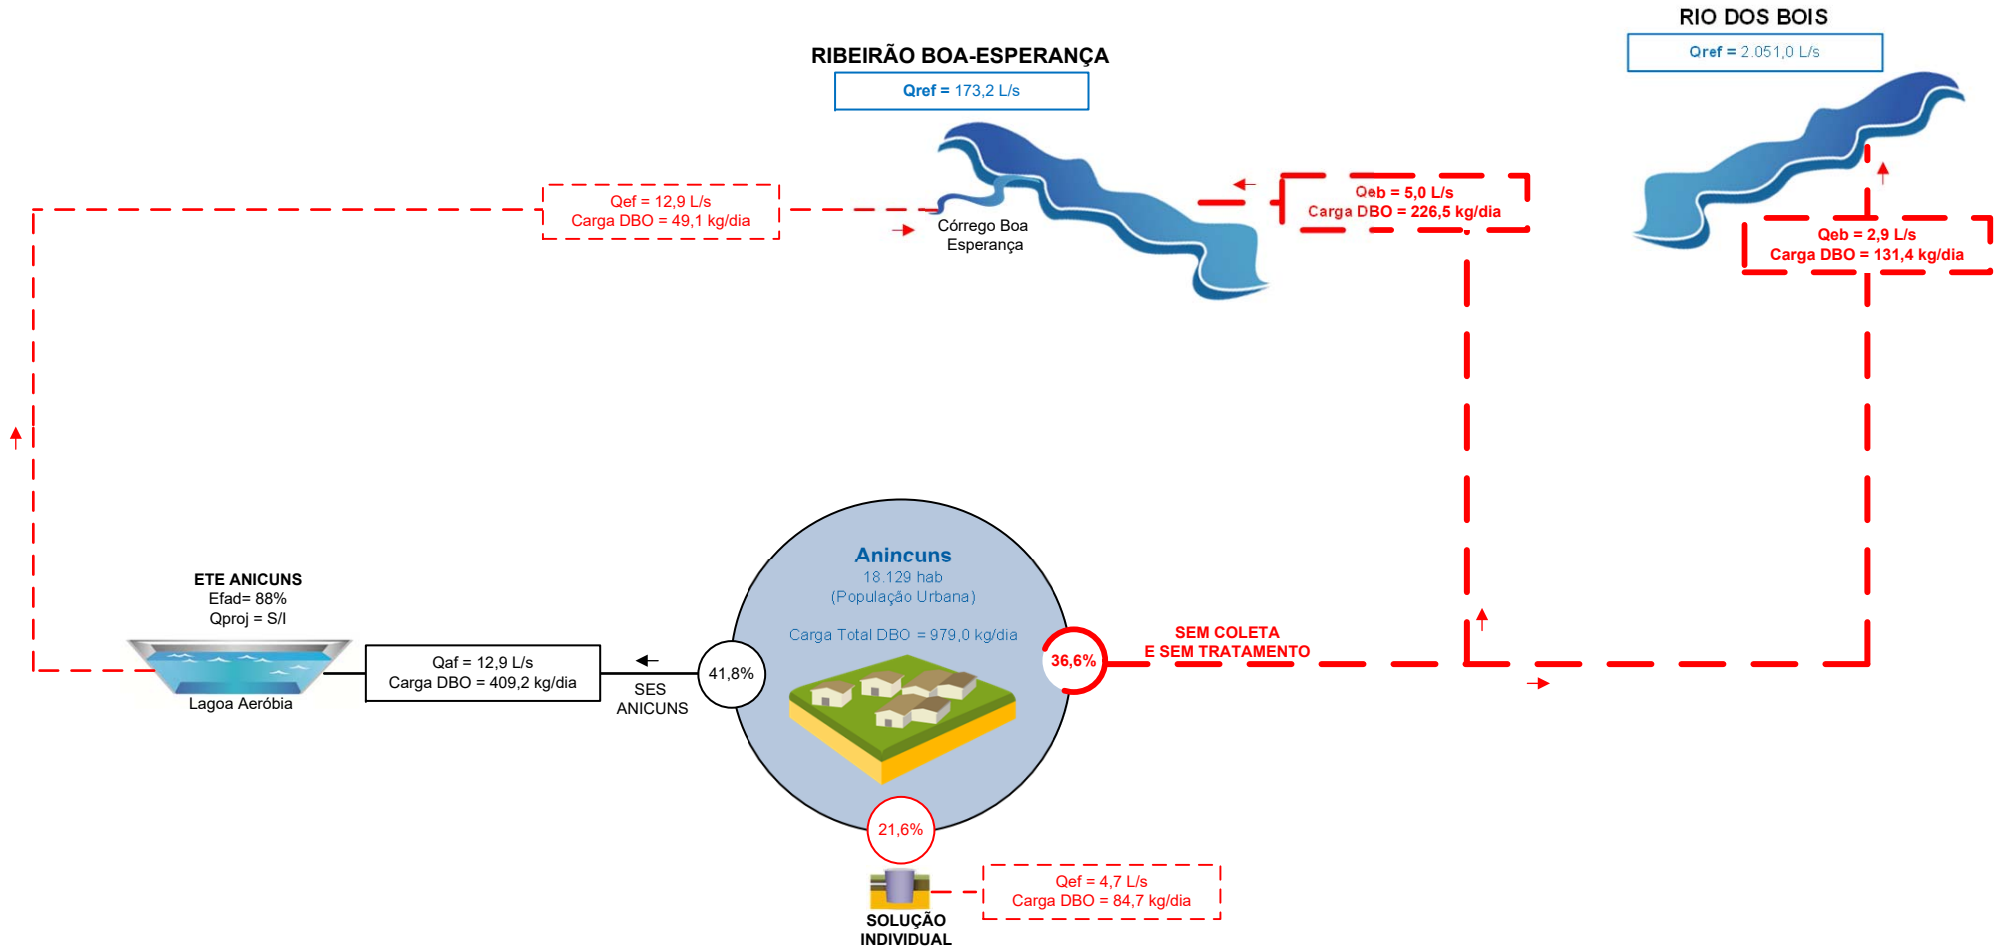 RIO DOS BOIS
Qref = 2.051,0 L/s
RIBEIRÃO BOA-ESPERANÇA
Qref = 173,2 L/s
Qef = 12,9 L/s
Carga DBO = 49,1 kg/dia
Córrego Boa
Esperança
Qeb = 5,0 L/s
Carga DBO = 226,5 kg/dia
Qeb = 2,9 L/s
Carga DBO = 131,4 kg/dia
ETE ANICUNS
Efad= 88%
Qproj = S/I
Lagoa Aeróbia
Qaf = 12,9 L/s
Carga DBO = 409,2 kg/dia
SES
ANICUNS
41,8%
Anincuns
18.129 hab
(População Urbana)
Carga Total DBO = 979,0 kg/dia
36,6%
SEM COLETA
E SEM TRATAMENTO
21,6%
SOLUÇÃO
INDIVIDUAL
Qef = 4,7 L/s
Carga DBO = 84,7 kg/dia